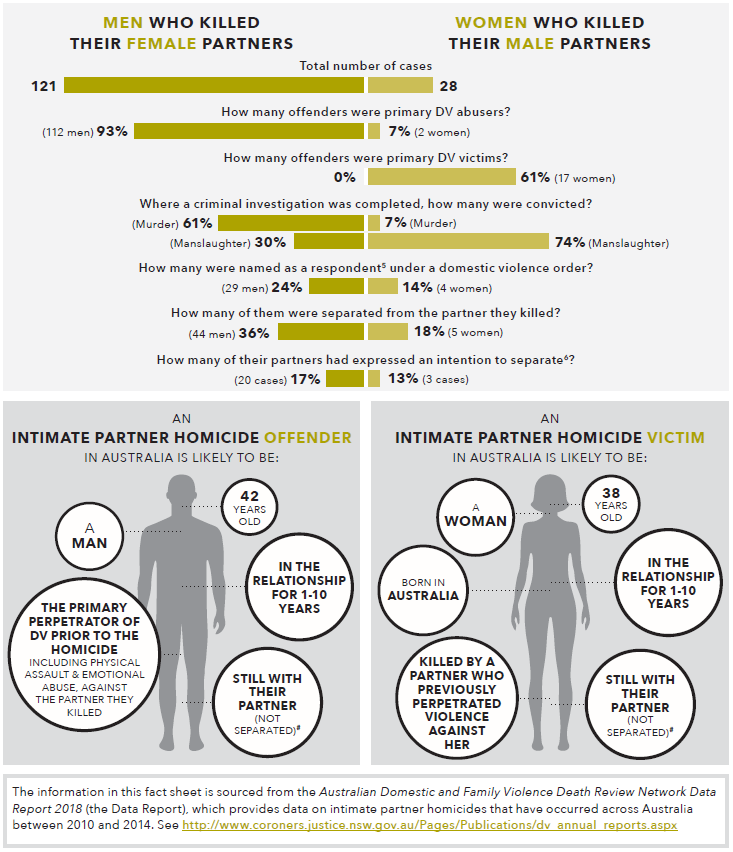 MEN WHO KILLED
THEIR FEMALE PARTNERS
WOMEN WHO KILLED
THEIR MALE PARTNERS
Total number of cases
121
28
How many offenders were primary DV abusers?
(112 men) 93%
7% (2 women)
How many offenders were primary DV victims?
0%
61% (17 women)
Where a criminal investigation was completed, how many were convicted?
(Murder) 61%
7% (Murder)
(Manslaughter) 30%
74% (Manslaughter)
How many were named as a respondent⁵ under a domestic violence order?
(29 men) 24%
14% (4 women)
How many of them were separated from the partner they killed?
(44 men) 36%
18% (5 women)
How many of their partners had expressed an intention to separate⁶?
(20 cases) 17%
13% (3 cases)
AN
INTIMATE PARTNER HOMICIDE OFFENDER
IN AUSTRALIA IS LIKELY TO BE:
A
MAN
42
YEARS
OLD
IN THE
RELATIONSHIP
FOR 1-10
YEARS
THE PRIMARY
PERPETRATOR OF
DV PRIOR TO THE
HOMICIDE
INCLUDING PHYSICAL
ASSAULT & EMOTIONAL
ABUSE, AGAINST
THE PARTNER THEY
KILLED
STILL WITH
THEIR
PARTNER
(NOT
SEPARATED)#
AN
INTIMATE PARTNER HOMICIDE VICTIM
IN AUSTRALIA IS LIKELY TO BE:
A
WOMAN
38
YEARS
OLD
BORN IN
AUSTRALIA
IN THE
RELATIONSHIP
FOR 1-10
YEARS
KILLED BY A
PARTNER WHO
PREVIOUSLY
PERPETRATED
VIOLENCE
AGAINST
HER
STILL WITH
THEIR
PARTNER
(NOT
SEPARATED)#
The information in this fact sheet is sourced from the Australian Domestic and Family Violence Death Review Network Data
Report 2018 (the Data Report), which provides data on intimate partner homicides that have occurred across Australia
between 2010 and 2014. See http://www.coroners.justice.nsw.gov.au/Pages/Publications/dv_annual_reports.aspx